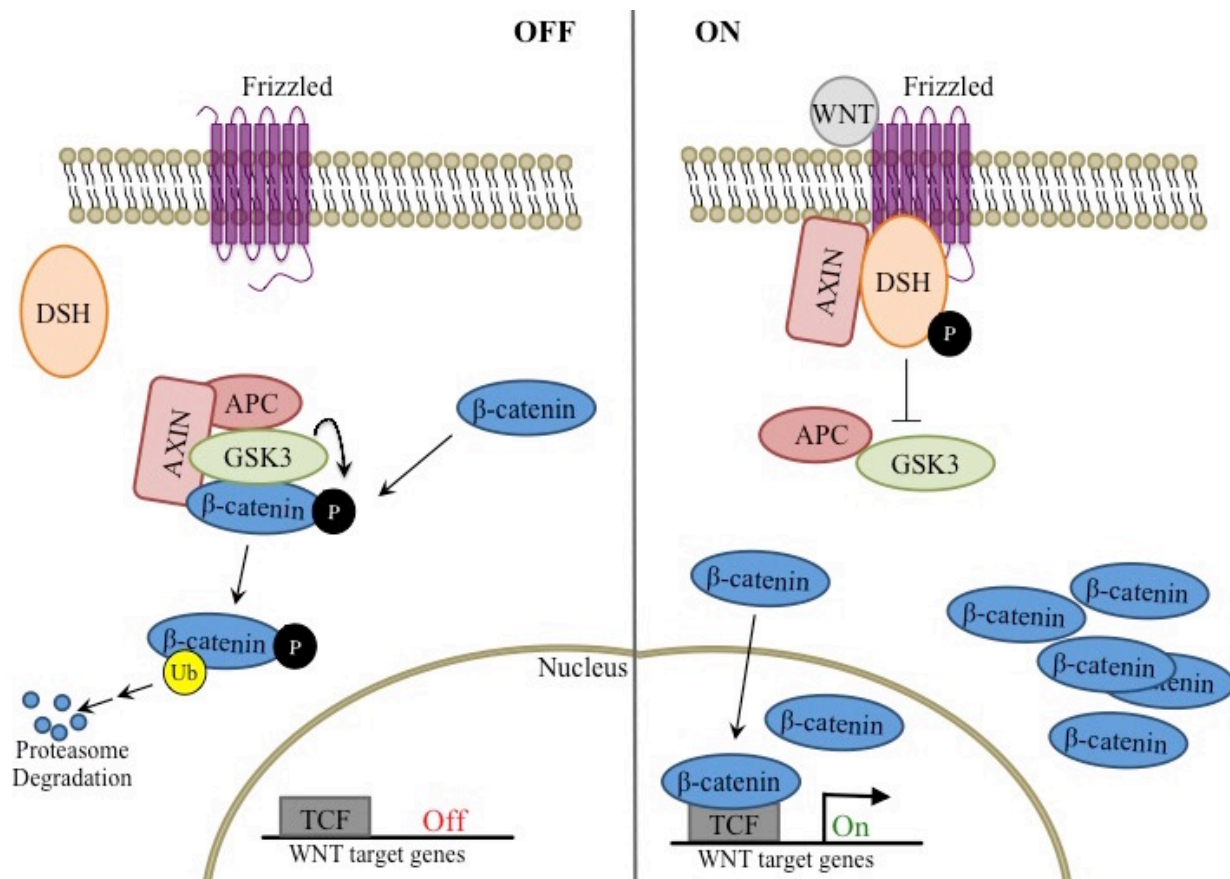 OFF
Frizzled
DSH
APC
AXIN
GSK3
β-catenin
β-catenin
P
β-catenin
P
Ub
Proteasome
Degradation
Nucleus
TCF
Off
WNT target genes
ON
WNT
Frizzled
AXIN
DSH
P
APC
GSK3
β-catenin
β-catenin
β-catenin
β-catenin
tenin
β-catenin
β-catenin
β-catenin
TCF
On
WNT target genes